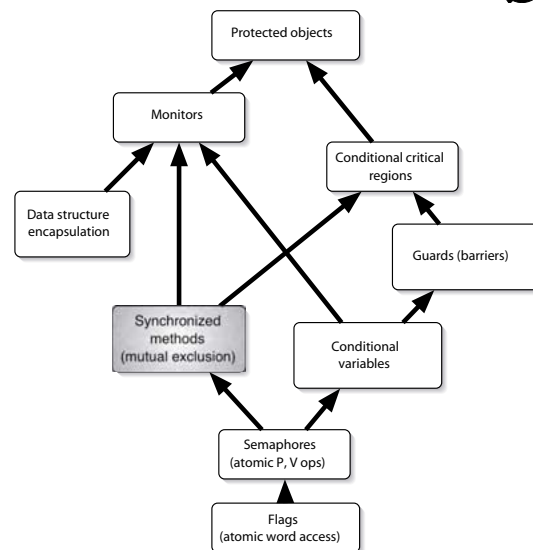 Protected objects
Monitors
Conditional critical
regions
Data structure
encapsulation
Guards (barriers)
Synchronized
methods
(mutual exclusion)
Conditional
variables
Semaphores
(atomic P, V ops)
Flags
(atomic word access)